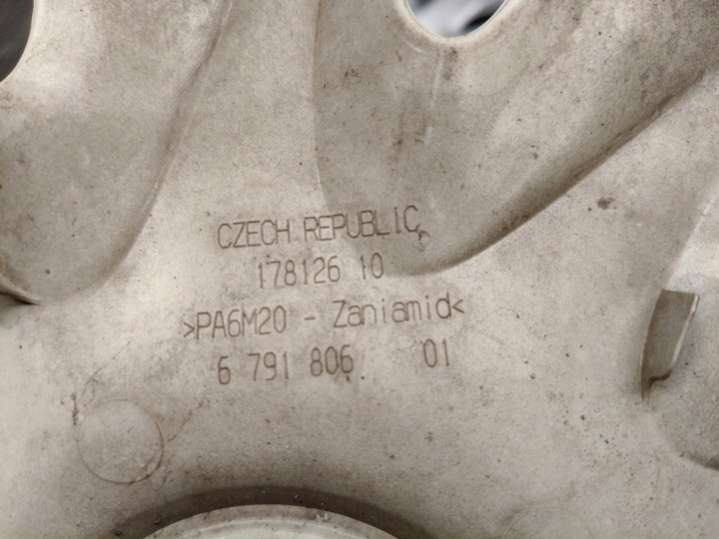 CZECH REPUBLIC
178126 10
>PA6M20 - Zaniamid<
6 791 806 01